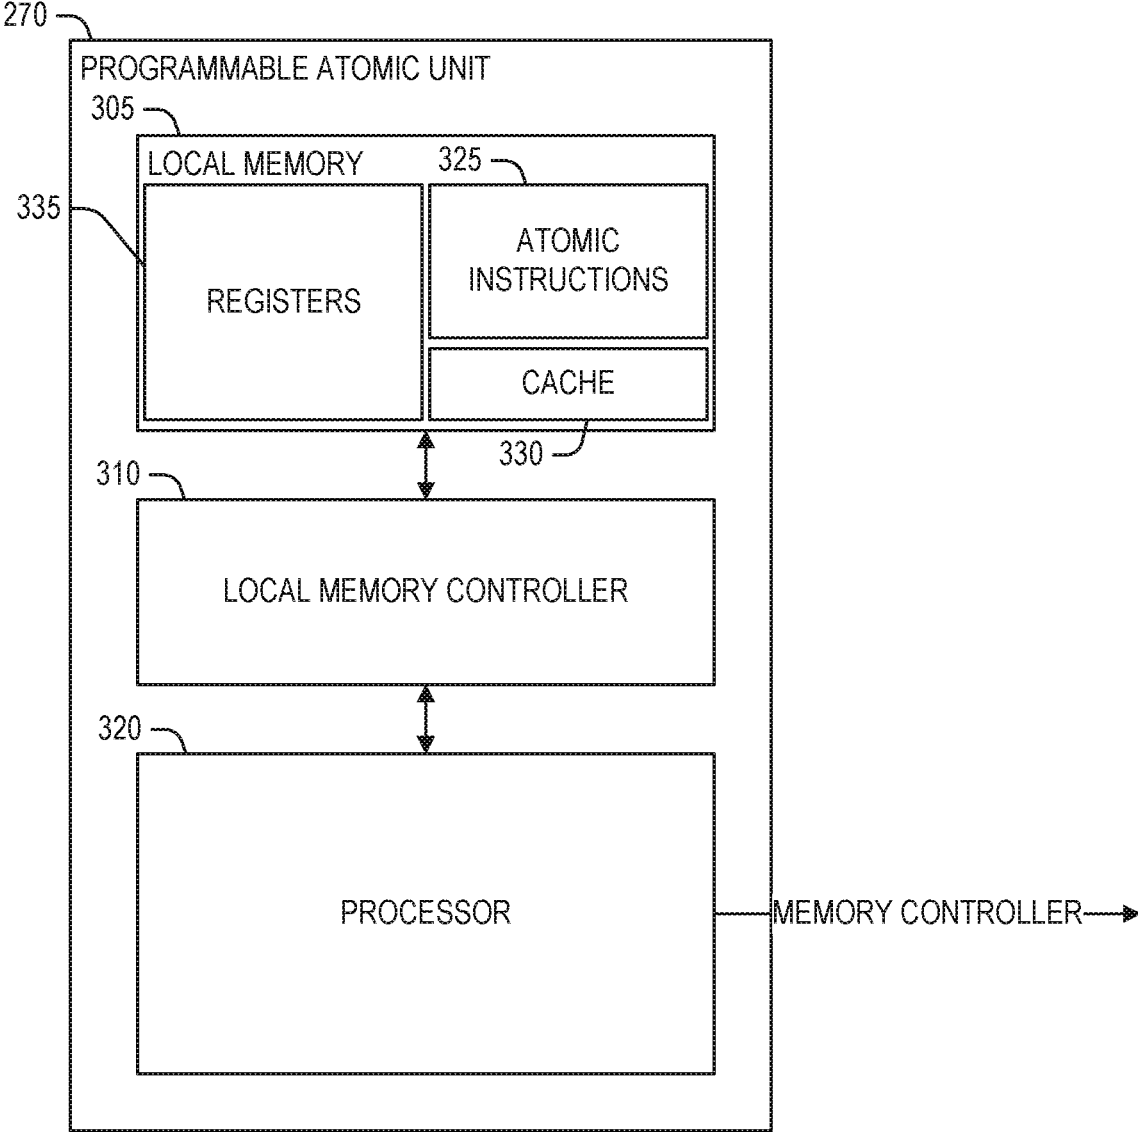 270
PROGRAMMABLE ATOMIC UNIT
305
LOCAL MEMORY
325
335
ATOMIC
INSTRUCTIONS
REGISTERS
CACHE
330
310
LOCAL MEMORY CONTROLLER
320
PROCESSOR
MEMORY CONTROLLER